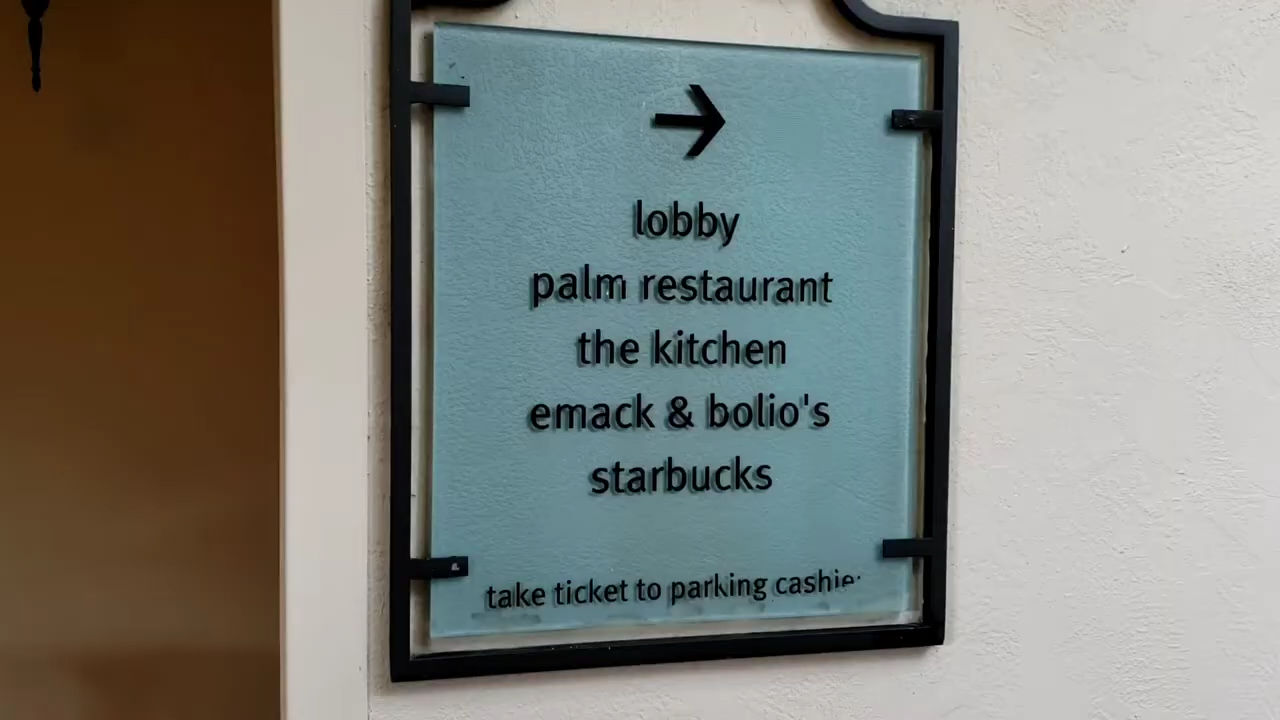 lobby
palm restaurant
the kitchen
emack & bolio's
starbucks
take ticket to parking cashier